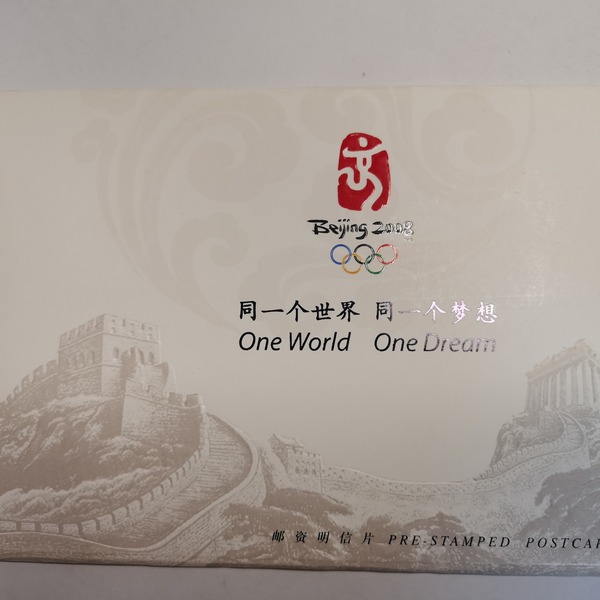 Beijing 2008
同一个世界 同一个梦想
One World One Dream
邮资明信片 PRE-STAMPED POSTCAR